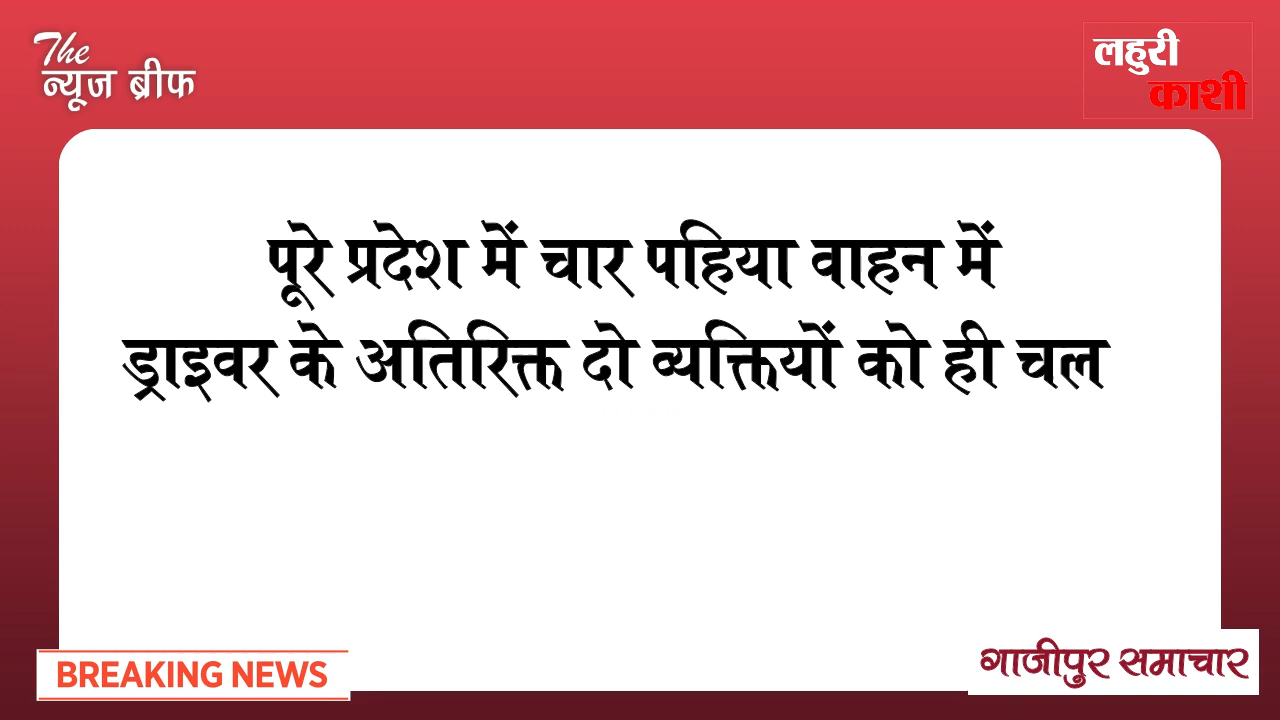 The
न्यूज ब्रीफ
लहुरी
काशी
पूरे प्रदेश में चार पहिया वाहन में
ड्राइवर के अतिरिक्त दो व्यक्तियों को ही चल
BREAKING NEWS
गाजीपुर समाचार